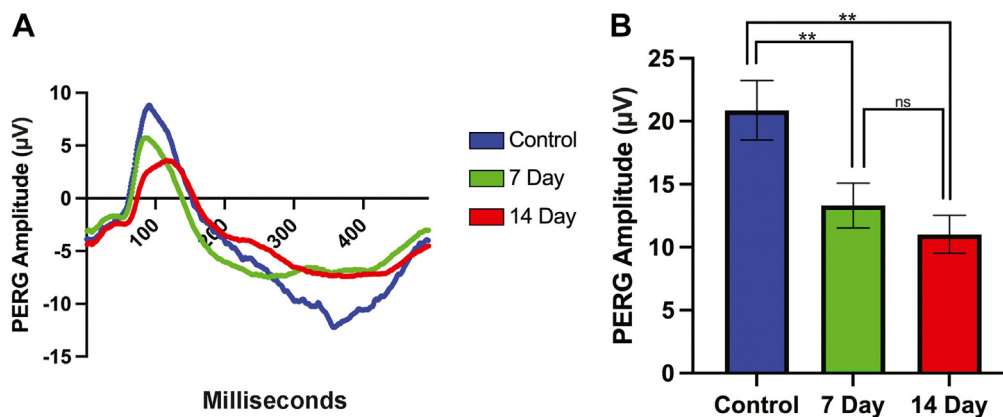 A
PERG Amplitude (µV)
10
5
0
-5
-10
-15
100
200
300
400
Milliseconds
Control
7 Day
14 Day
B
PERG Amplitude (µV)
25
20
15
10
5
0
**
**
ns
Control 7 Day 14 Day